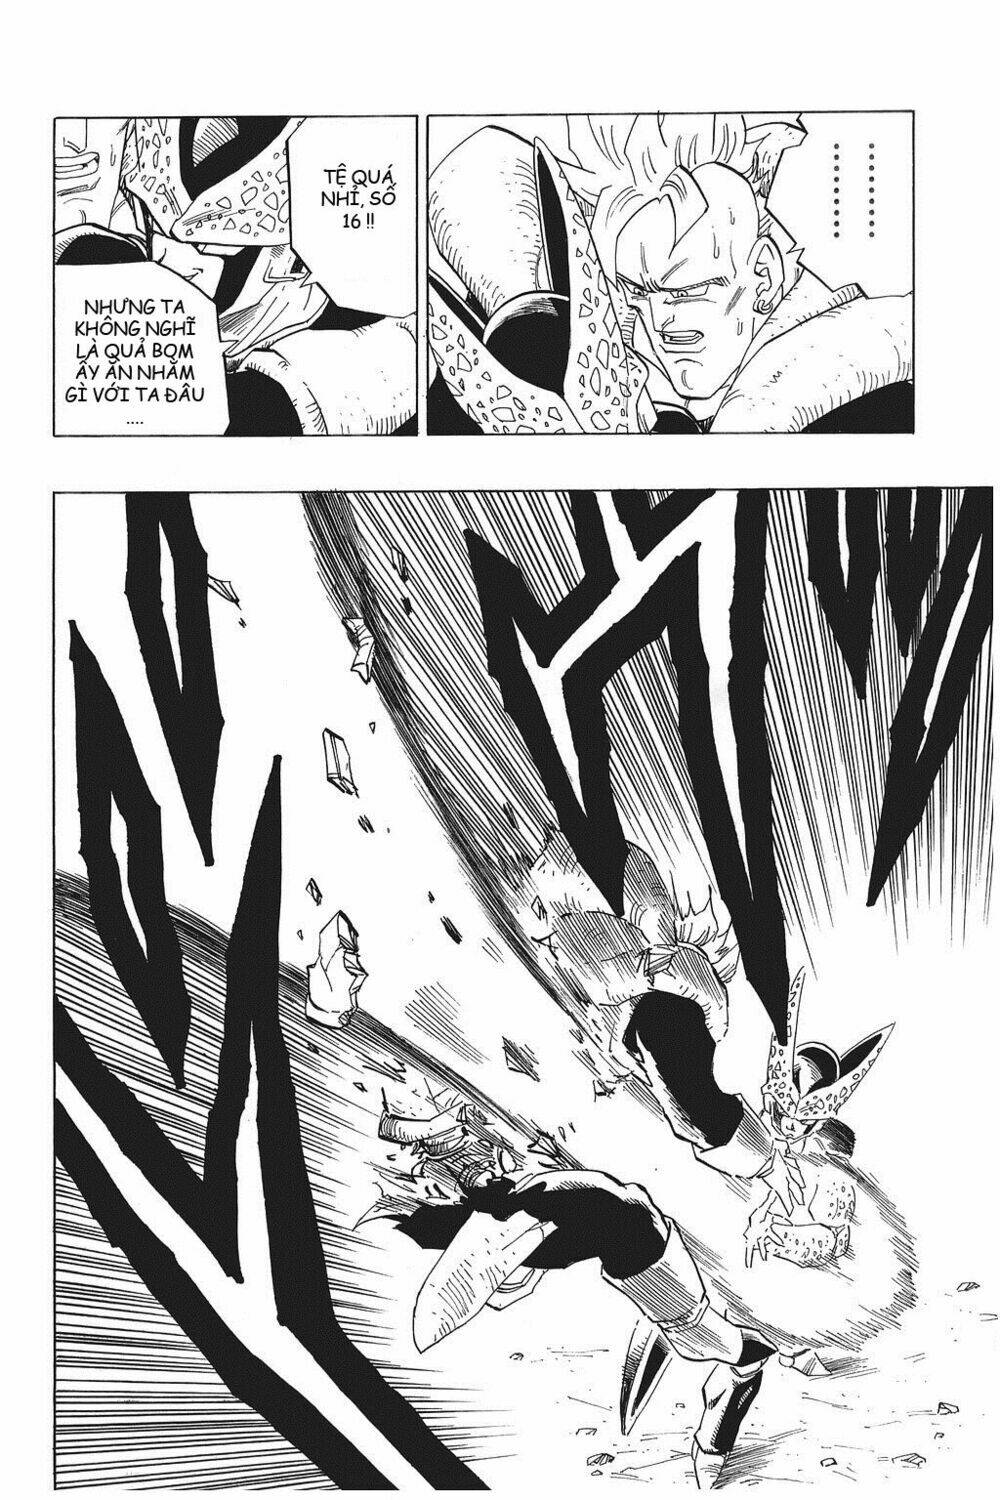 TỆ QUÁ
NHỈ, SỐ
16 !!
NHƯNG TA
KHÔNG NGHĨ
LÀ QUẢ BOM
ẤY ĂN NHẰM
GÌ VỚI TA ĐÂU
....
..........
..........